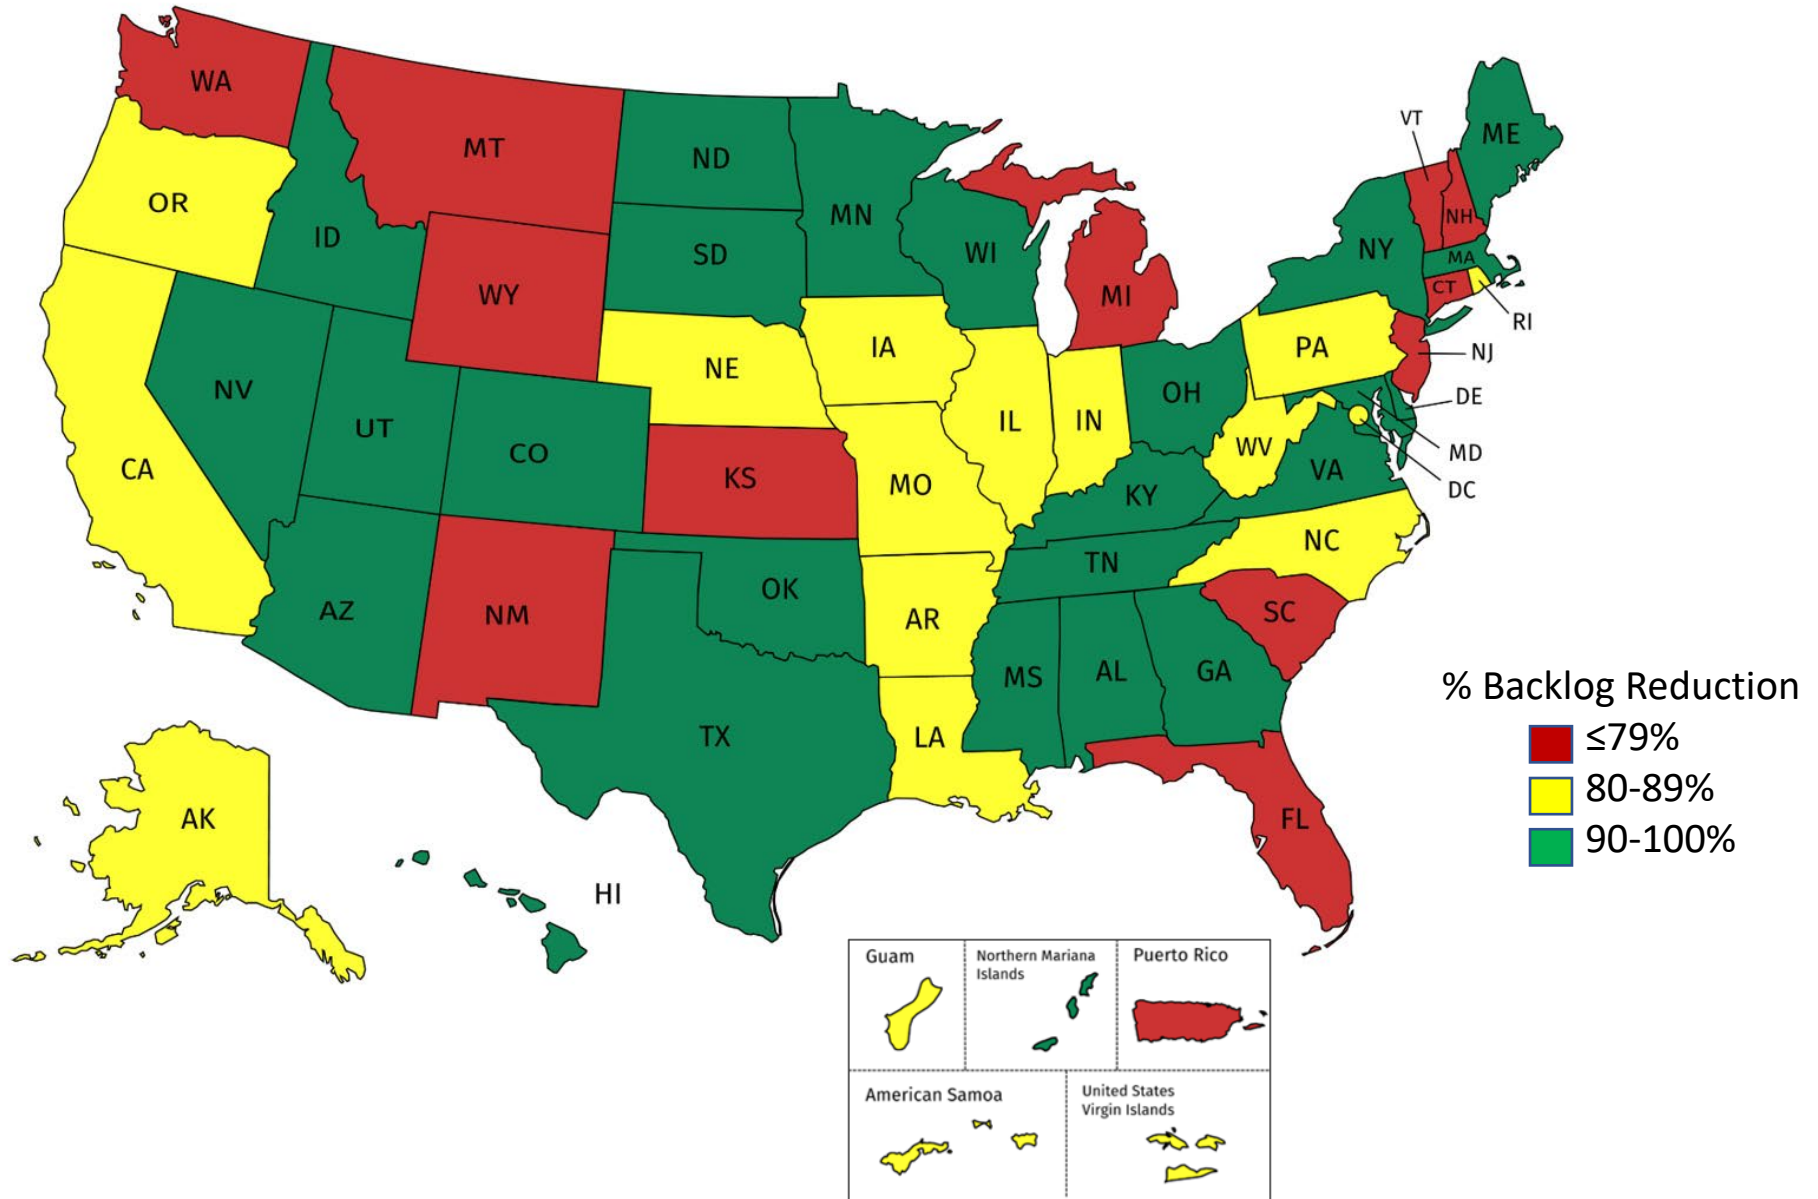 WA
MT
ND
MN
VT
ME
OR
ID
SD
WI
NH
NY
MA
WY
MI
CT
RI
NE
IA
PA
NJ
NV
UT
CO
IL
IN
OH
DE
CA
KS
MO
WV
VA
MD
DC
KY
NC
AZ
NM
OK
AR
TN
SC
MS
AL
GA
TX
LA
% Backlog Reduction
≤79%
80-89%
90-100%
AK
FL
HI
Guam
Northern Mariana
Islands
Puerto Rico
American Samoa
United States
Virgin Islands